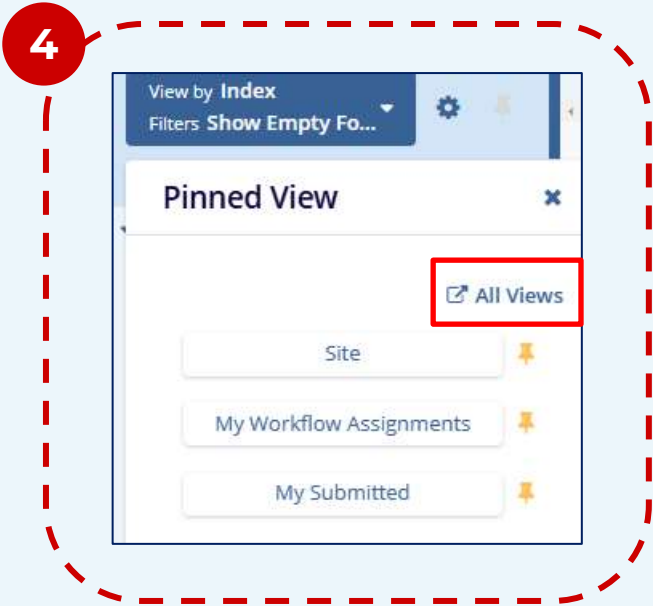 4
View by Index
Filters Show Empty Fo...
Pinned View
All Views
Site
My Workflow Assignments
My Submitted